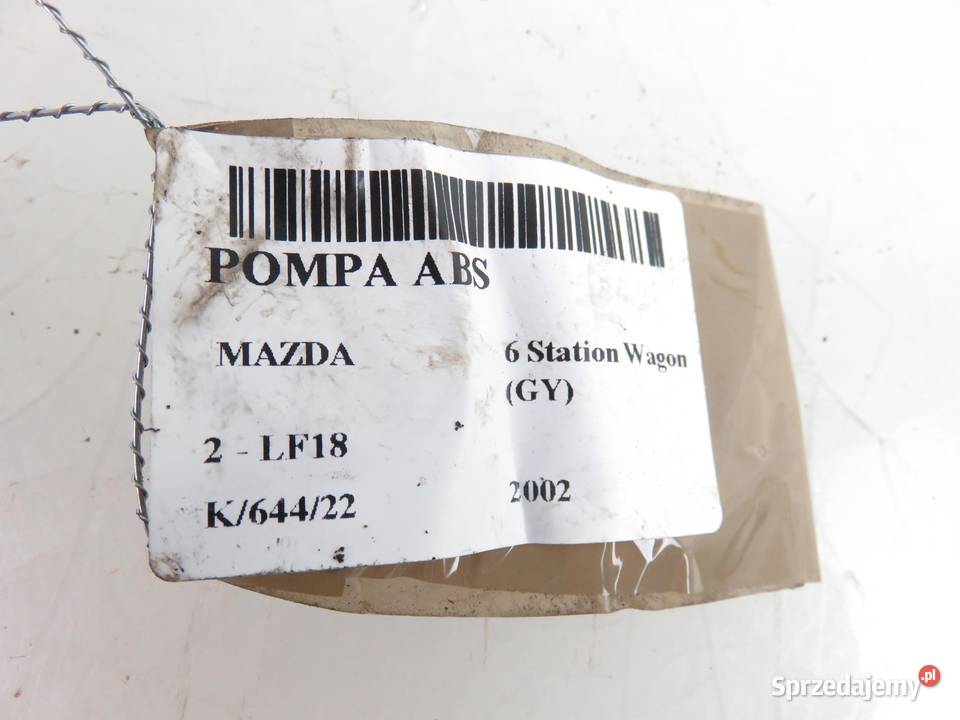 POMPA ABS
MAZDA
6 Station Wagon
(GY)
2 - LF18
K/644/22
2002
Sprzedajemy.pl